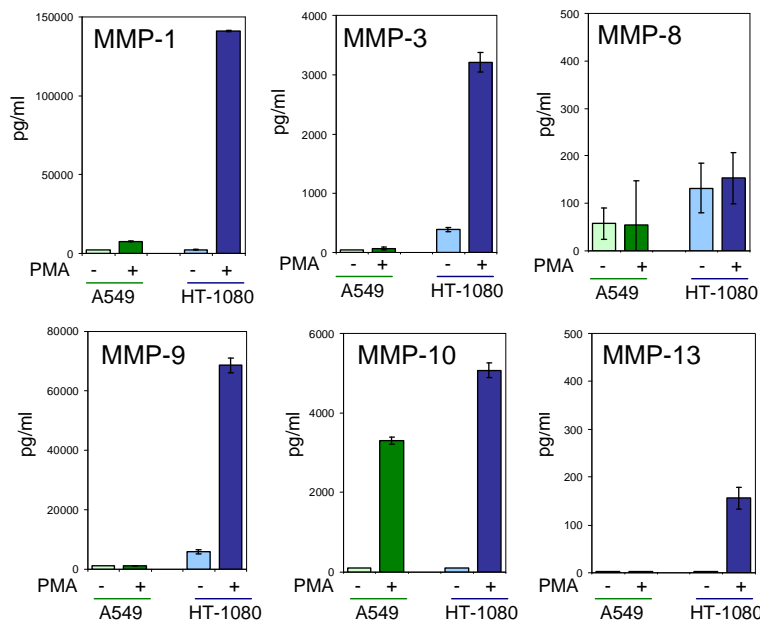 MMP-1
pg/ml
150000
100000
50000
0
PMA - + - +
A549 HT-1080
MMP-3
pg/ml
4000
3000
2000
1000
0
- + - +
A549 HT-1080
MMP-8
pg/ml
500
400
300
200
100
0
PMA - + - +
A549 HT-1080
MMP-9
pg/ml
80000
60000
40000
20000
0
PMA - + - +
A549 HT-1080
MMP-10
pg/ml
6000
4000
2000
0
PMA - + - +
A549 HT-1080
MMP-13
pg/ml
500
400
300
200
100
0
PMA - + - +
A549 HT-1080